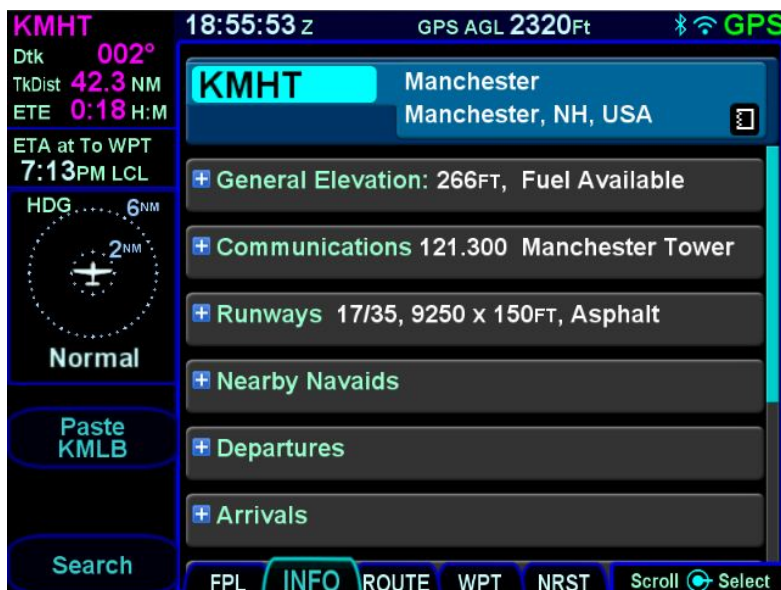 KMHT
Dtk 002°
TkDist 42.3 NM
ETE 0:18 H:M
ETA at To WPT
7:13PM LCL
HDG 6NM
2NM
Normal
Paste
KMLB
Search
18:55:53 Z GPS AGL 2320Ft GPS
KMHT
Manchester
Manchester, NH, USA
General Elevation: 266FT, Fuel Available
Communications 121.300 Manchester Tower
Runways 17/35, 9250 x 150FT, Asphalt
Nearby Navaids
Departures
Arrivals
FPL INFO ROUTE WPT NRST Scroll Select